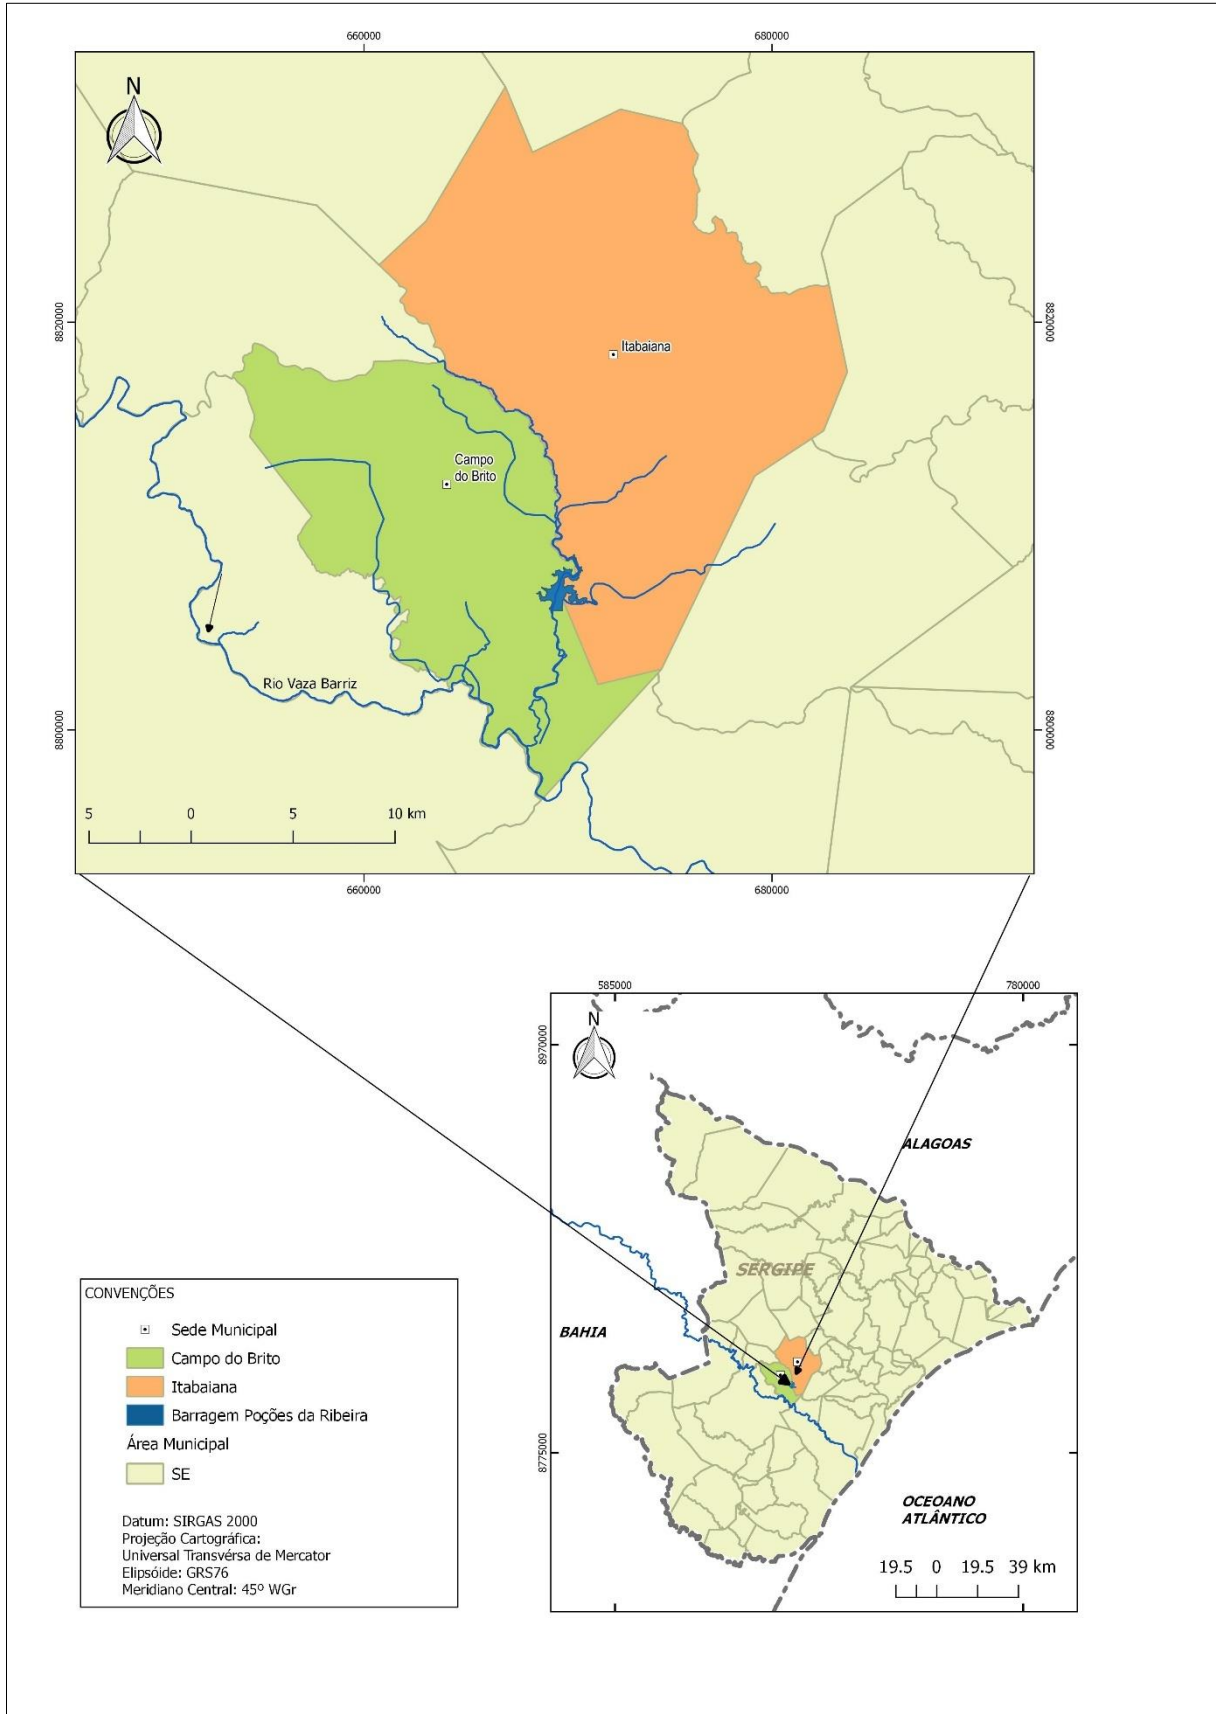 660000
680000
N
8820000
8820000
Itabaiana
Campo
do Brito
Rio Vaza Barriz
8800000
8800000
5 0 5 10 km
660000
680000
585000
780000
8970000
N
ALAGOAS
SERGIPE
BAHIA
8775000
OCEOANO
ATLÂNTICO
19.5 0 19.5 39 km
CONVENÇÕES
Sede Municipal
Campo do Brito
Itabaiana
Barragem Poções da Ribeira
Área Municipal
SE
Datum: SIRGAS 2000
Projeção Cartográfica:
Universal Transvérsa de Mercator
Elipsóide: GRS76
Meridiano Central: 45º WGr